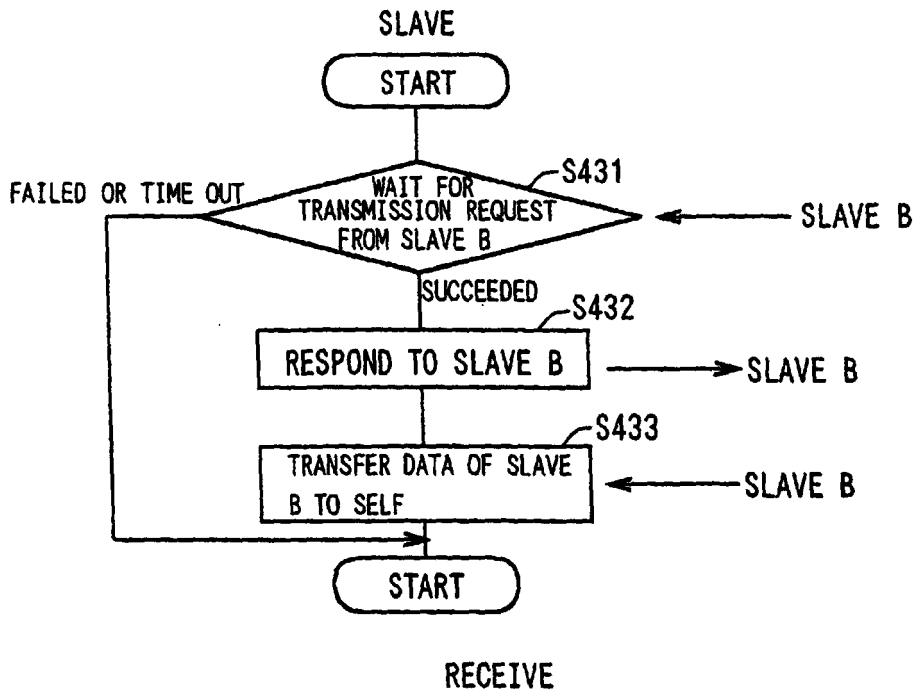 SLAVE
START
S431
FAILED OR TIME OUT
WAIT FOR
TRANSMISSION REQUEST
FROM SLAVE B
SLAVE B
SUCCEEDED
S432
RESPOND TO SLAVE B
SLAVE B
S433
TRANSFER DATA OF SLAVE
B TO SELF
SLAVE B
START
RECEIVE